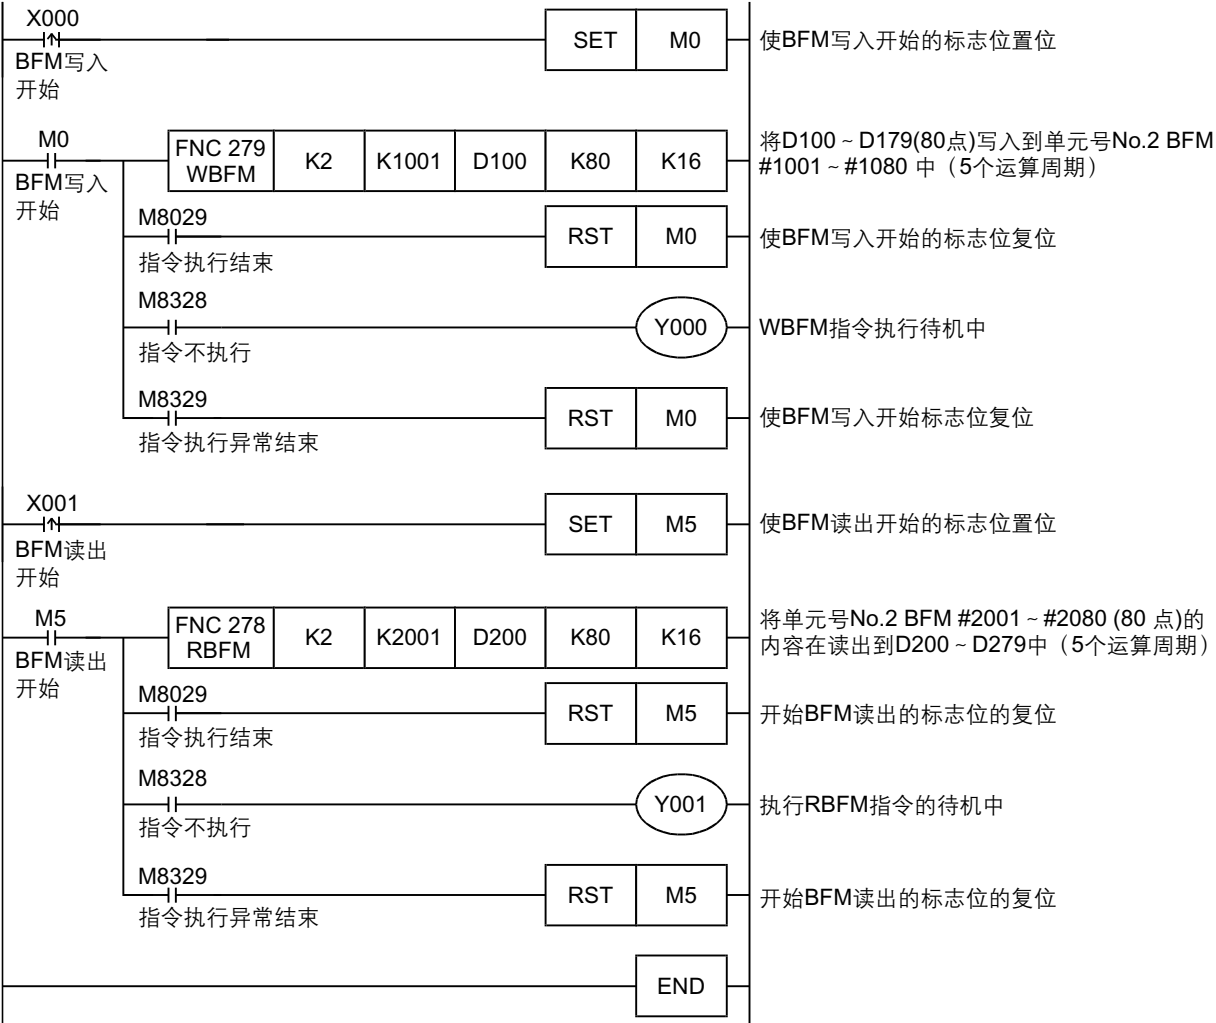 X000
SET M0 使BFM写入开始的标志位置位
BFM写入
开始
M0
FNC 279
WBFM
K2 K1001 D100 K80 K16
将D100～D179(80点)写入到单元号No.2 BFM
#1001～#1080 中（5个运算周期）
BFM写入
开始
M8029
RST M0 使BFM写入开始的标志位复位
指令执行结束
M8328
Y000 WBFM指令执行待机中
指令不执行
M8329
RST M0 使BFM写入开始标志位复位
指令执行异常结束
X001
SET M5 使BFM读出开始的标志位置位
BFM读出
开始
M5
FNC 278
RBFM
K2 K2001 D200 K80 K16
将单元号No.2 BFM #2001～#2080 (80 点)的
内容在读出到D200～D279中（5个运算周期）
BFM读出
开始
M8029
RST M5 开始BFM读出的标志位的复位
指令执行结束
M8328
Y001 执行RBFM指令的待机中
指令不执行
M8329
RST M5 开始BFM读出的标志位的复位
指令执行异常结束
END